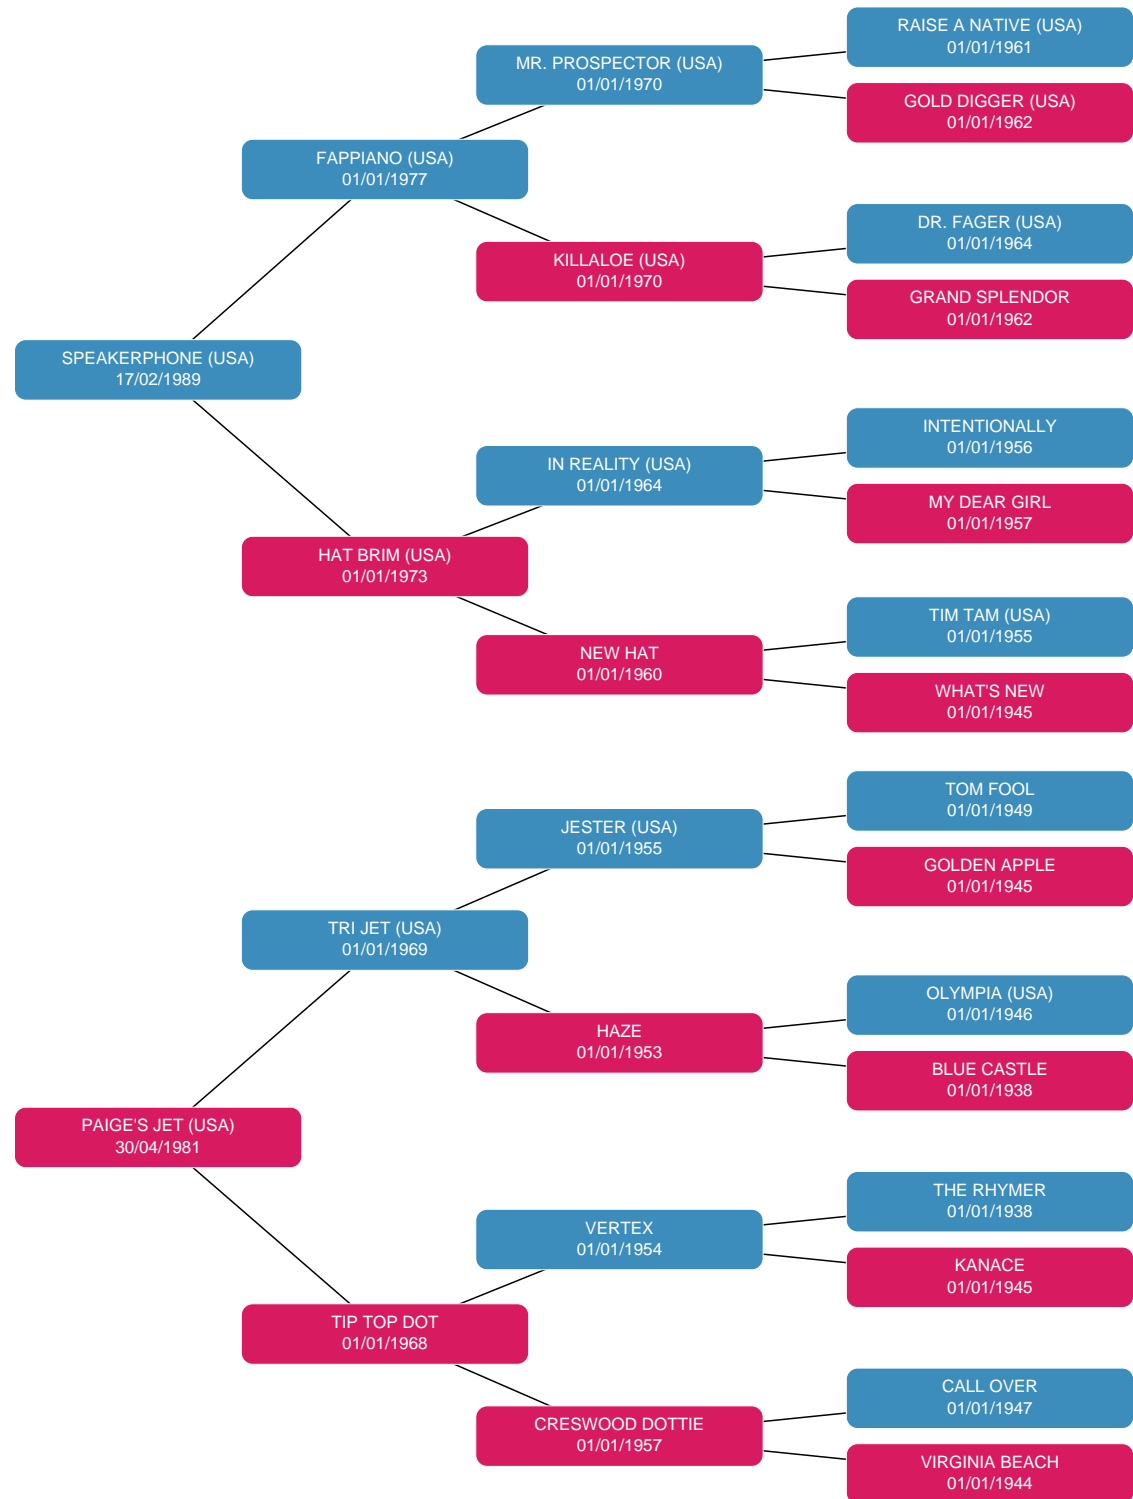 RAISE A NATIVE (USA)
01/01/1961
MR. PROSPECTOR (USA)
01/01/1970
GOLD DIGGER (USA)
01/01/1962
FAPPIANO (USA)
01/01/1977
DR. FAGER (USA)
01/01/1964
KILLALOE (USA)
01/01/1970
GRAND SPLENDOR
01/01/1962
SPEAKERPHONE (USA)
17/02/1989
INTENTIONALLY
01/01/1956
IN REALITY (USA)
01/01/1964
MY DEAR GIRL
01/01/1957
HAT BRIM (USA)
01/01/1973
TIM TAM (USA)
01/01/1955
NEW HAT
01/01/1960
WHAT'S NEW
01/01/1945
TOM FOOL
01/01/1949
JESTER (USA)
01/01/1955
GOLDEN APPLE
01/01/1945
TRI JET (USA)
01/01/1969
OLYMPIA (USA)
01/01/1946
HAZE
01/01/1953
BLUE CASTLE
01/01/1938
PAIGE'S JET (USA)
30/04/1981
THE RHYMER
01/01/1938
VERTEX
01/01/1954
KANACE
01/01/1945
TIP TOP DOT
01/01/1968
CALL OVER
01/01/1947
CRESWOOD DOTTIE
01/01/1957
VIRGINIA BEACH
01/01/1944